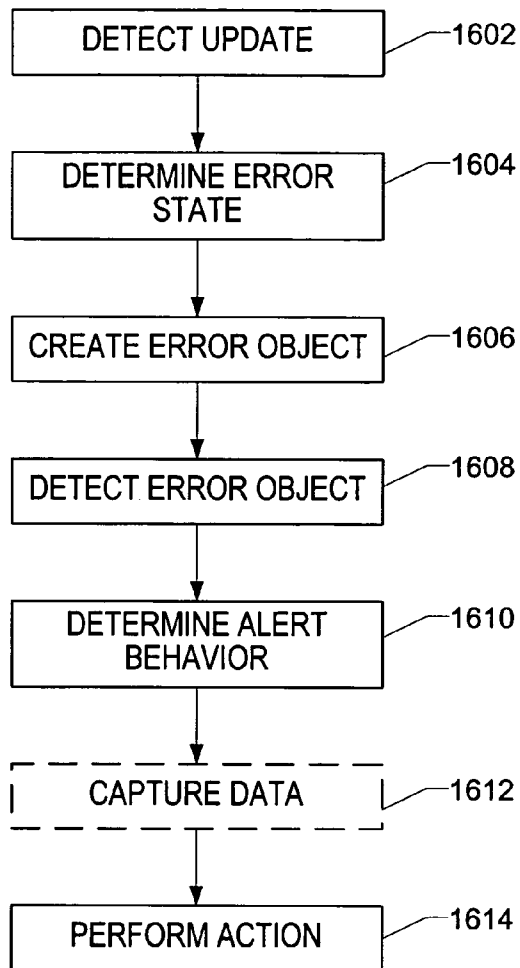 DETECT UPDATE
1602
DETERMINE ERROR
STATE
1604
CREATE ERROR OBJECT
1606
DETECT ERROR OBJECT
1608
DETERMINE ALERT
BEHAVIOR
1610
CAPTURE DATA
1612
PERFORM ACTION
1614